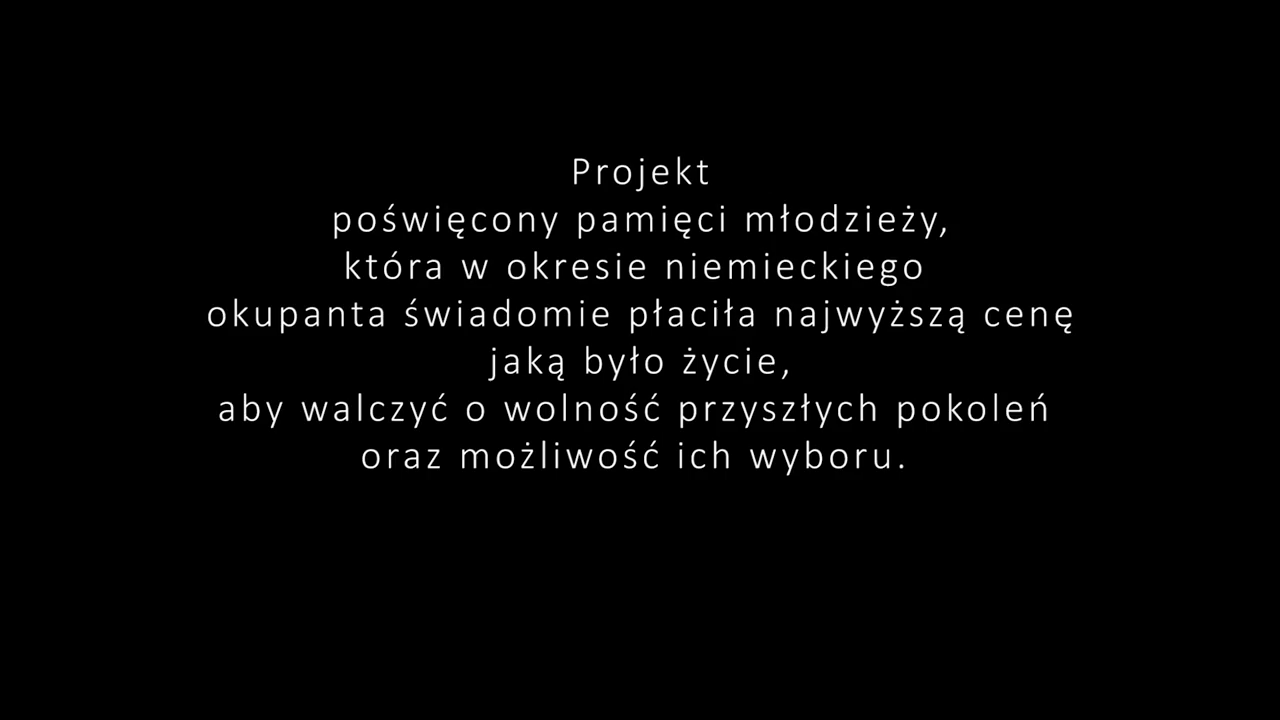 Projekt
poświęcony pamięci młodzieży,
która w okresie niemieckiego
okupanta świadomie płaciła najwyższą cenę
jaką było życie,
aby walczyć o wolność przyszłych pokoleń
oraz możliwość ich wyboru.